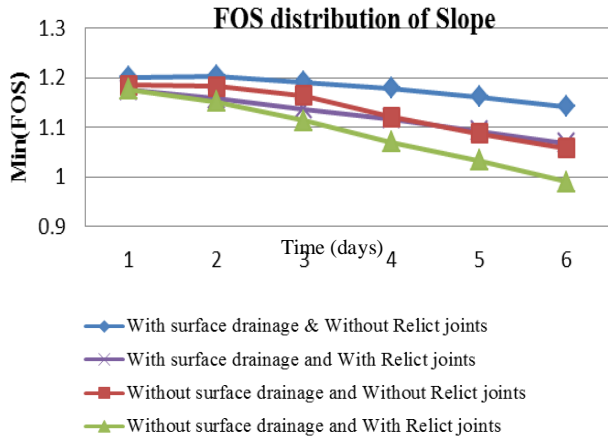 FOS distribution of Slope
Min(FOS)
1.3
1.2
1.1
1
0.9
Time (days)
1 2 3 4 5 6
With surface drainage & Without Relict joints
With surface drainage and With Relict joints
Without surface drainage and Without Relict joints
Without surface drainage and With Relict joints